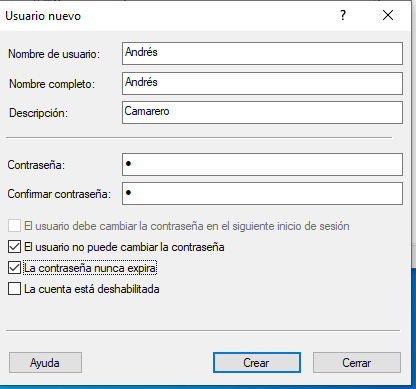 Usuario nuevo
?
Nombre de usuario: Andrés
Nombre completo: Andrés
Descripción: Camarero
Contraseña: •
Confirmar contraseña: •
El usuario debe cambiar la contraseña en el siguiente inicio de sesión
El usuario no puede cambiar la contraseña
La contraseña nunca expira
La cuenta está deshabilitada
Ayuda Crear Cerrar